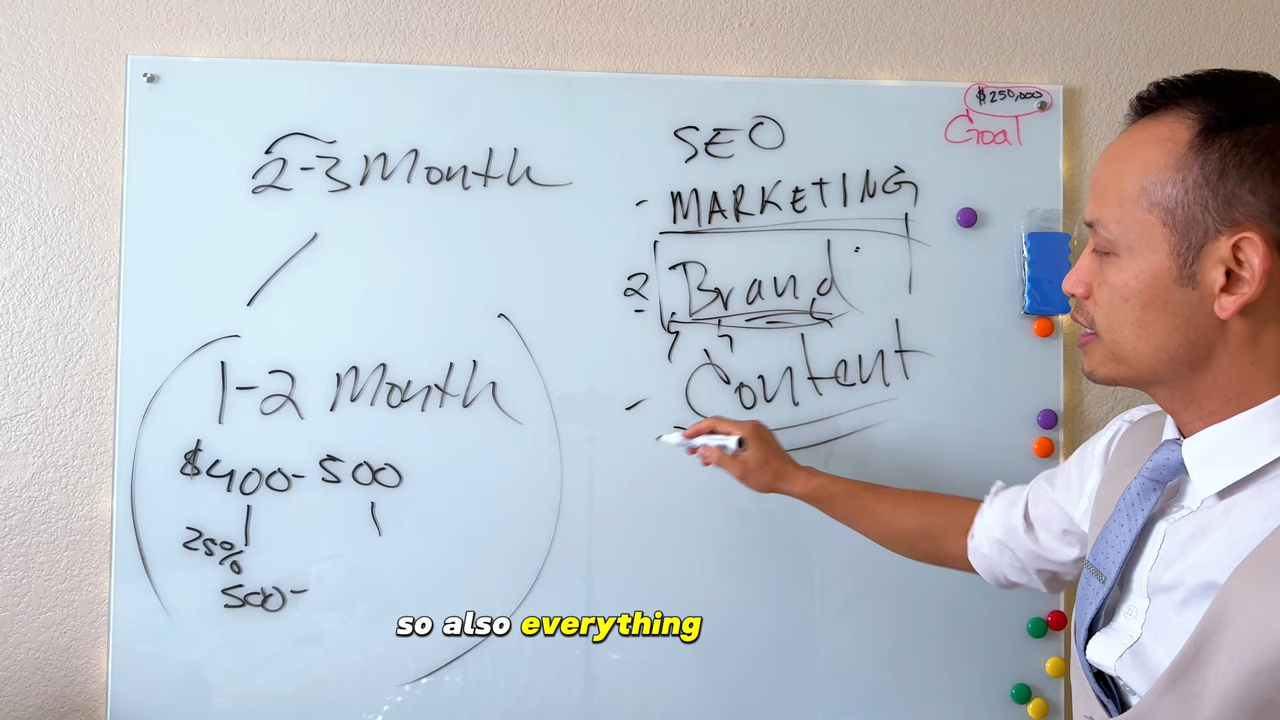 2-3 Month
1-2 Month
$400-500
25%
500-
$250,000
Goal
SEO
- MARKETING
2 Brand
- Content
so also everything